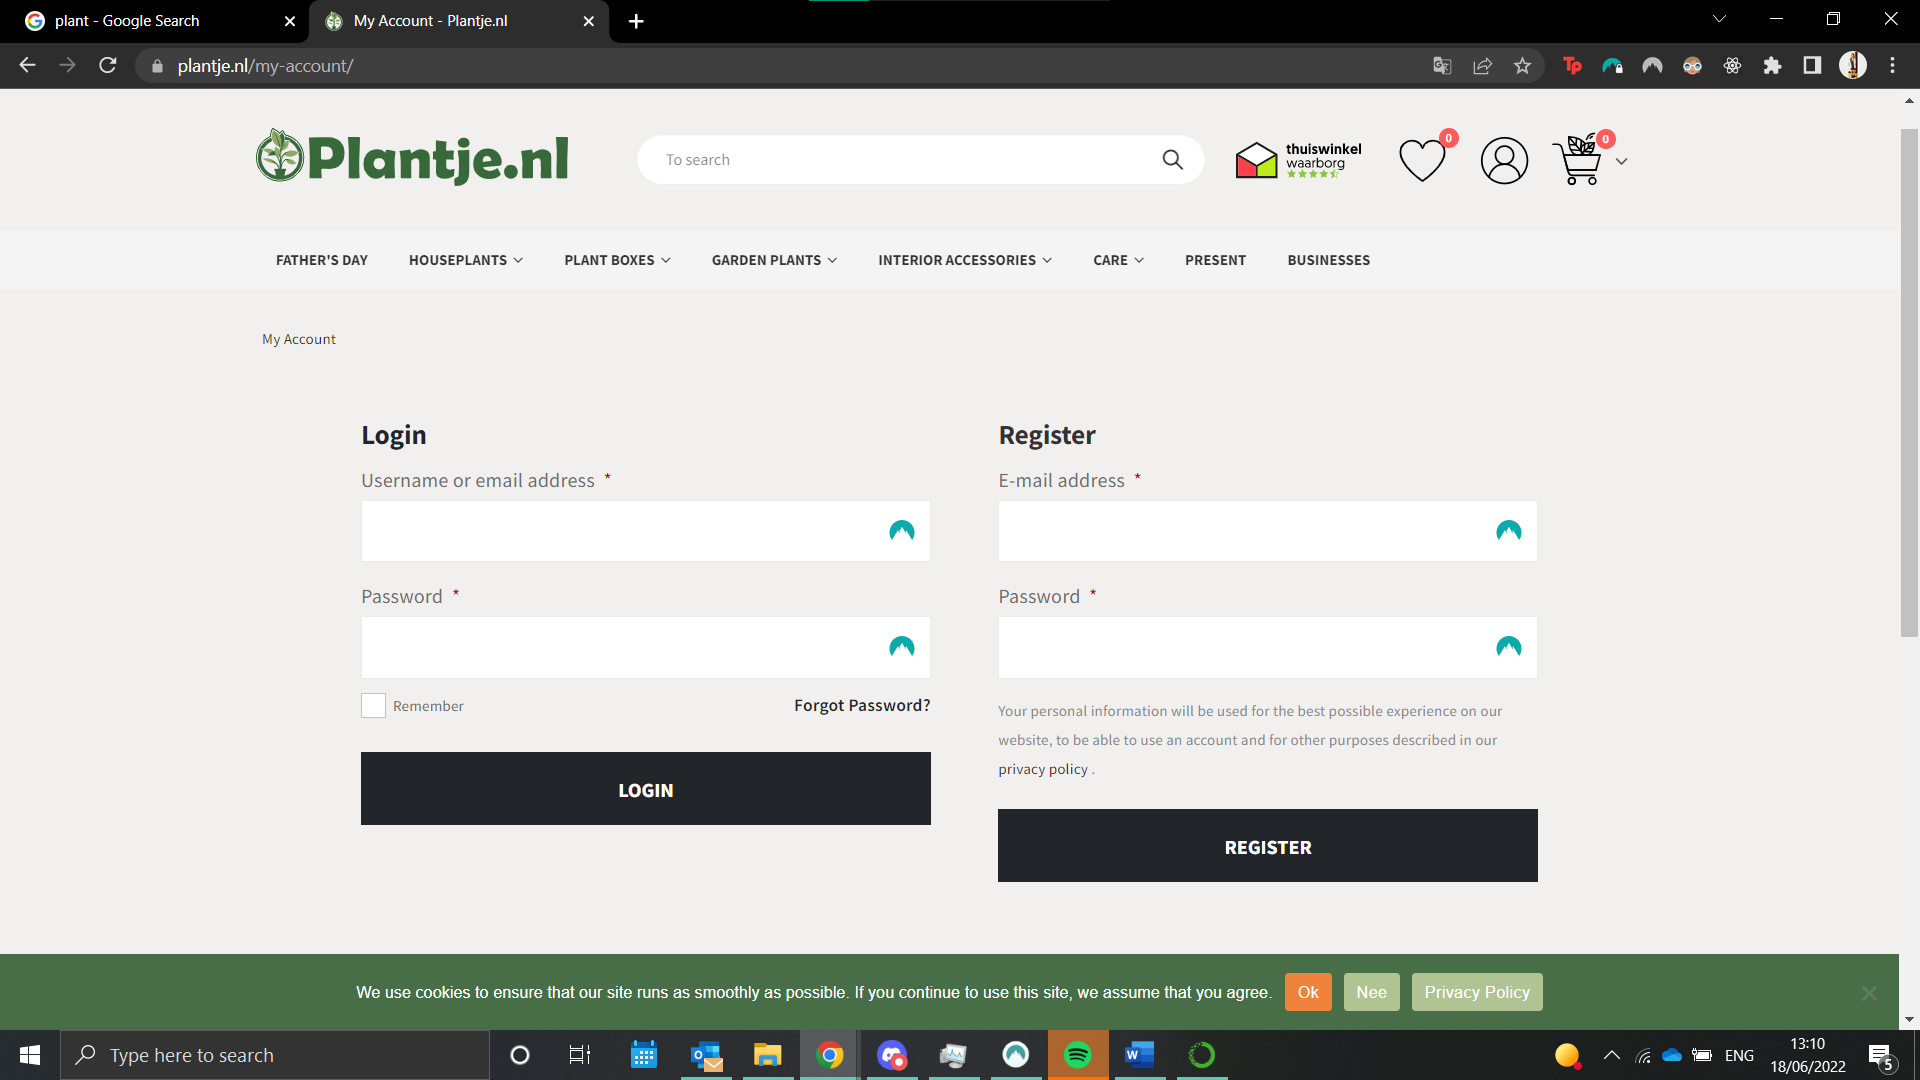 plant - Google Search
My Account - Plantje.nl
plantje.nl/my-account/
Plantje.nl
To search
thuiswinkel
waarborg
0
0
FATHER'S DAY HOUSEPLANTS PLANT BOXES GARDEN PLANTS INTERIOR ACCESSORIES CARE PRESENT BUSINESSES
My Account
Login
Username or email address *
Password *
Remember
Forgot Password?
LOGIN
Register
E-mail address *
Password *
Your personal information will be used for the best possible experience on our
website, to be able to use an account and for other purposes described in our
privacy policy .
REGISTER
We use cookies to ensure that our site runs as smoothly as possible. If you continue to use this site, we assume that you agree. Ok Nee Privacy Policy
Type here to search
ENG
13:10
18/06/2022
5